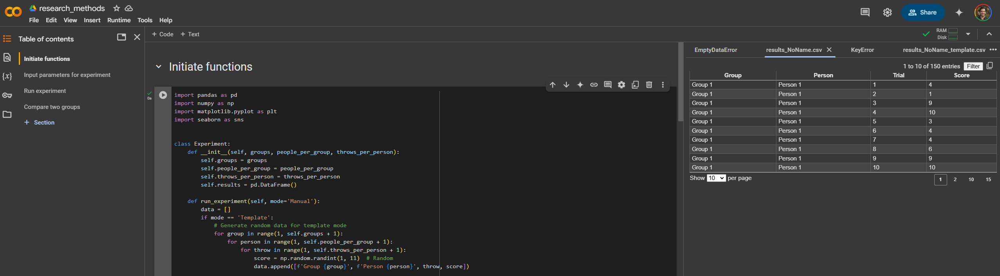 research_methods
File Edit View Insert Runtime Tools Help
Share
Table of contents
Initiate functions
Input parameters for experiment
Run experiment
Compare two groups
+ Section
+ Code + Text
RAM
Disk
Initiate functions
0s
import pandas as pd
import numpy as np
import matplotlib.pyplot as plt
import seaborn as sns
class Experiment:
def __init__(self, groups, people_per_group, throws_per_person):
self.groups = groups
self.people_per_group = people_per_group
self.throws_per_person = throws_per_person
self.results = pd.DataFrame()
def run_experiment(self, mode='Manual'):
data = []
if mode == 'Template':
# Generate random data for template mode
for group in range(1, self.groups + 1):
for person in range(1, self.people_per_group + 1):
for throw in range(1, self.throws_per_person + 1):
score = np.random.randint(1, 11)  # Random
data.append([f'Group {group}', f'Person {person}', throw, score])
EmptyDataError results_NoName.csv KeyError results_NoName_template.csv
1 to 10 of 150 entries Filter
Group Person Trial Score
Group 1 Person 1 1 4
Group 1 Person 1 2 1
Group 1 Person 1 3 9
Group 1 Person 1 4 10
Group 1 Person 1 5 3
Group 1 Person 1 6 4
Group 1 Person 1 7 4
Group 1 Person 1 8 6
Group 1 Person 1 9 9
Group 1 Person 1 10 10
Show 10 per page 1 2 10 15